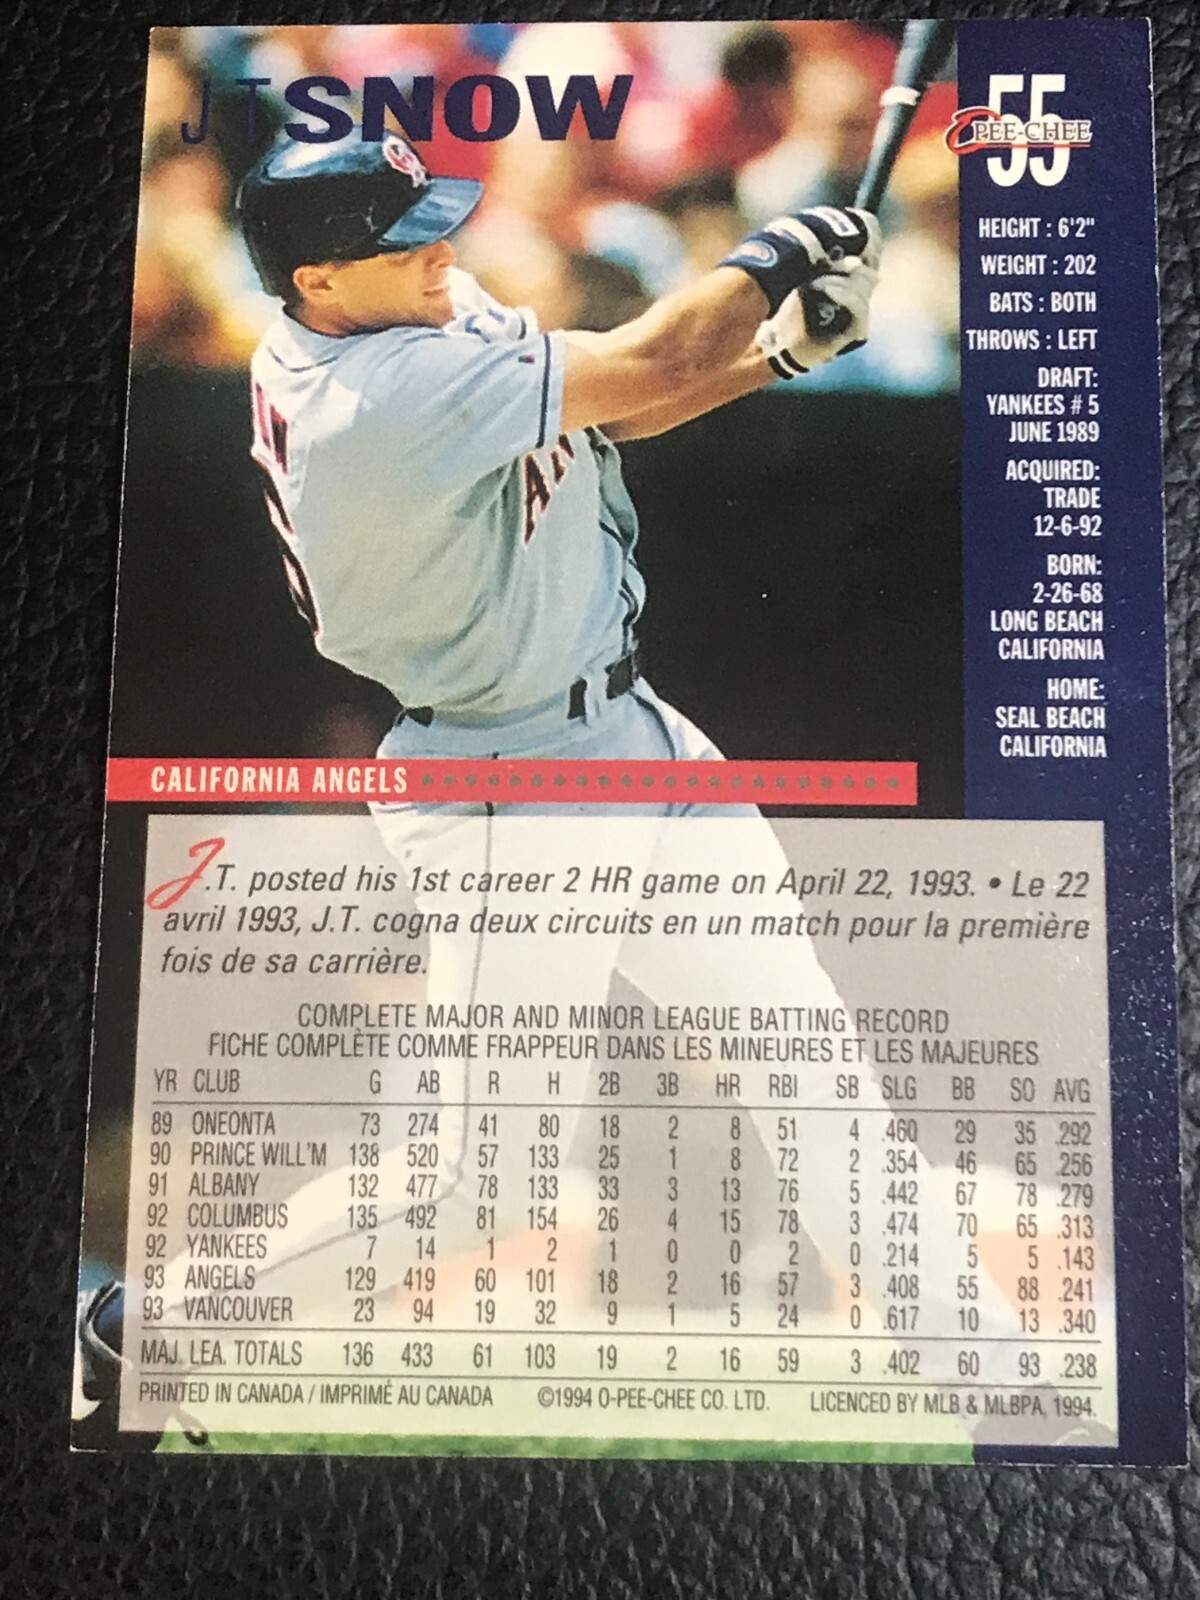 J.T. SNOW
55
O-PEE-CHEE
HEIGHT : 6'2"
WEIGHT : 202
BATS : BOTH
THROWS : LEFT
DRAFT:
YANKEES # 5
JUNE 1989
ACQUIRED:
TRADE
12-6-92
BORN:
2-26-68
LONG BEACH
CALIFORNIA
HOME:
SEAL BEACH
CALIFORNIA
CALIFORNIA ANGELS
J.T. posted his 1st career 2 HR game on April 22, 1993. • Le 22
avril 1993, J.T. cogna deux circuits en un match pour la première
fois de sa carrière.
COMPLETE MAJOR AND MINOR LEAGUE BATTING RECORD
FICHE COMPLÈTE COMME FRAPPEUR DANS LES MINEURES ET LES MAJEURES
YR CLUB G AB R H 2B 3B HR RBI SB SLG BB SO AVG
89 ONEONTA 73 274 41 80 18 2 8 51 4 .460 29 35 .292
90 PRINCE WILL'M 138 520 57 133 25 1 8 72 2 .354 46 65 .256
91 ALBANY 132 477 78 133 33 3 13 76 5 .442 67 78 .279
92 COLUMBUS 135 492 81 154 26 4 15 78 3 .474 70 65 .313
92 YANKEES 7 14 1 2 1 0 0 2 0 .214 5 5 .143
93 ANGELS 129 419 60 101 18 2 16 57 3 .408 55 88 .241
93 VANCOUVER 23 94 19 32 9 1 5 24 0 .617 10 13 .340
MAJ. LEA. TOTALS 136 433 61 103 19 2 16 59 3 .402 60 93 .238
PRINTED IN CANADA / IMPRIMÉ AU CANADA ©1994 O-PEE-CHEE CO. LTD. LICENCED BY MLB & MLBPA, 1994.